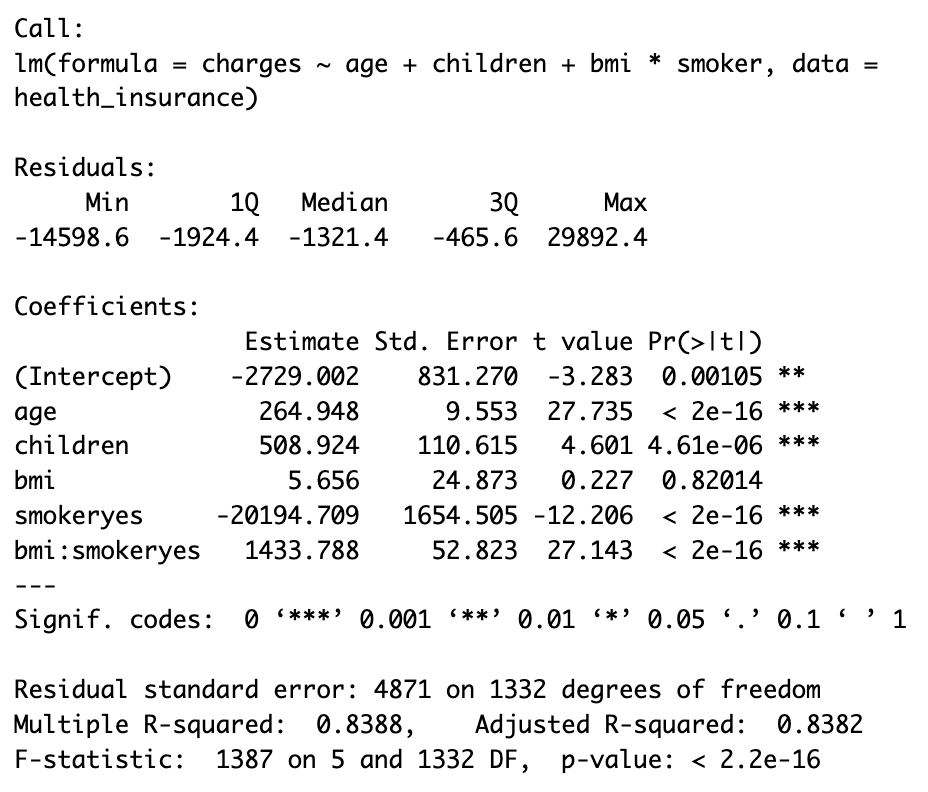 Call:
lm(formula = charges ~ age + children + bmi * smoker, data =
health_insurance)

Residuals:
     Min       1Q   Median       3Q      Max
-14598.6  -1924.4  -1321.4   -465.6  29892.4

Coefficients:
               Estimate Std. Error t value Pr(>|t|)
(Intercept)   -2729.002    831.270  -3.283  0.00105 **
age             264.948      9.553  27.735  < 2e-16 ***
children        508.924    110.615   4.601 4.61e-06 ***
bmi               5.656     24.873   0.227  0.82014
smokeryes    -20194.709   1654.505 -12.206  < 2e-16 ***
bmi:smokeryes  1433.788     52.823  27.143  < 2e-16 ***
---
Signif. codes:  0 ‘***’ 0.001 ‘**’ 0.01 ‘*’ 0.05 ‘.’ 0.1 ‘ ’ 1

Residual standard error: 4871 on 1332 degrees of freedom
Multiple R-squared:  0.8388,    Adjusted R-squared:  0.8382
F-statistic:  1387 on 5 and 1332 DF,  p-value: < 2.2e-16